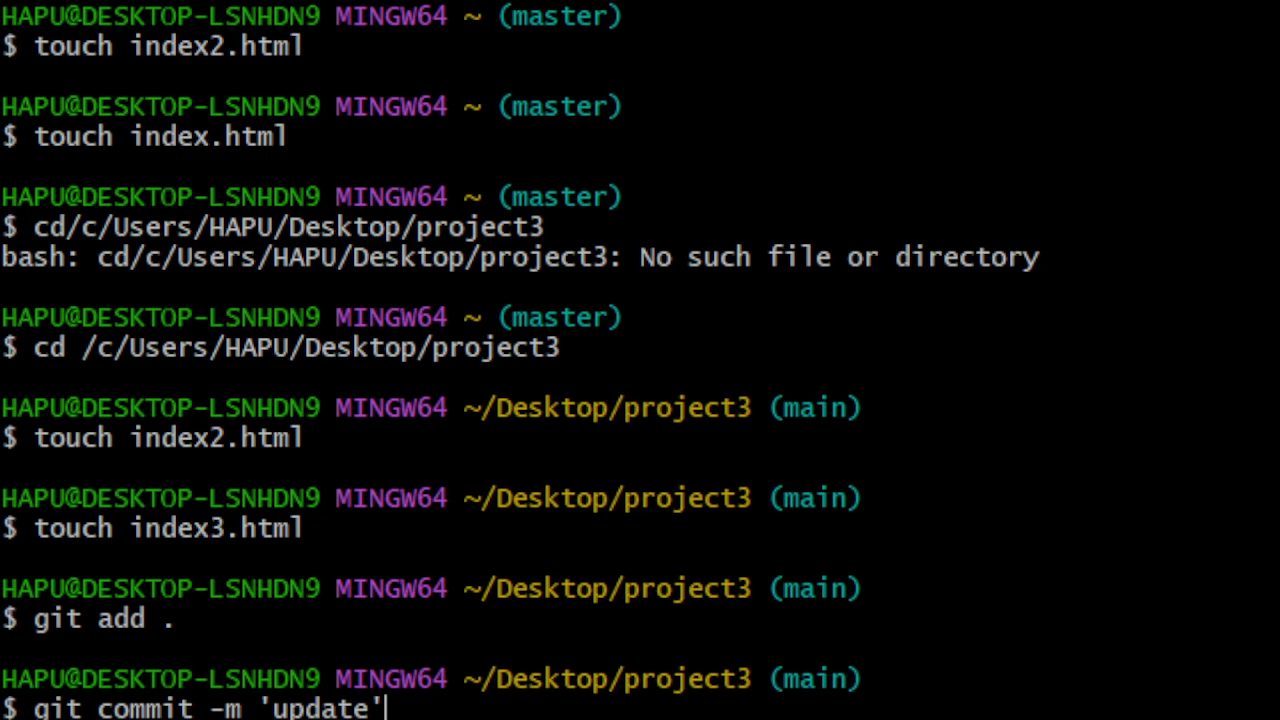 HAPU@DESKTOP-LSNHDN9 MINGW64 ~ (master)
$ touch index2.html
HAPU@DESKTOP-LSNHDN9 MINGW64 ~ (master)
$ touch index.html
HAPU@DESKTOP-LSNHDN9 MINGW64 ~ (master)
$ cd/c/Users/HAPU/Desktop/project3
bash: cd/c/Users/HAPU/Desktop/project3: No such file or directory
HAPU@DESKTOP-LSNHDN9 MINGW64 ~ (master)
$ cd /c/Users/HAPU/Desktop/project3
HAPU@DESKTOP-LSNHDN9 MINGW64 ~/Desktop/project3 (main)
$ touch index2.html
HAPU@DESKTOP-LSNHDN9 MINGW64 ~/Desktop/project3 (main)
$ touch index3.html
HAPU@DESKTOP-LSNHDN9 MINGW64 ~/Desktop/project3 (main)
$ git add .
HAPU@DESKTOP-LSNHDN9 MINGW64 ~/Desktop/project3 (main)
$ git commit -m 'update'